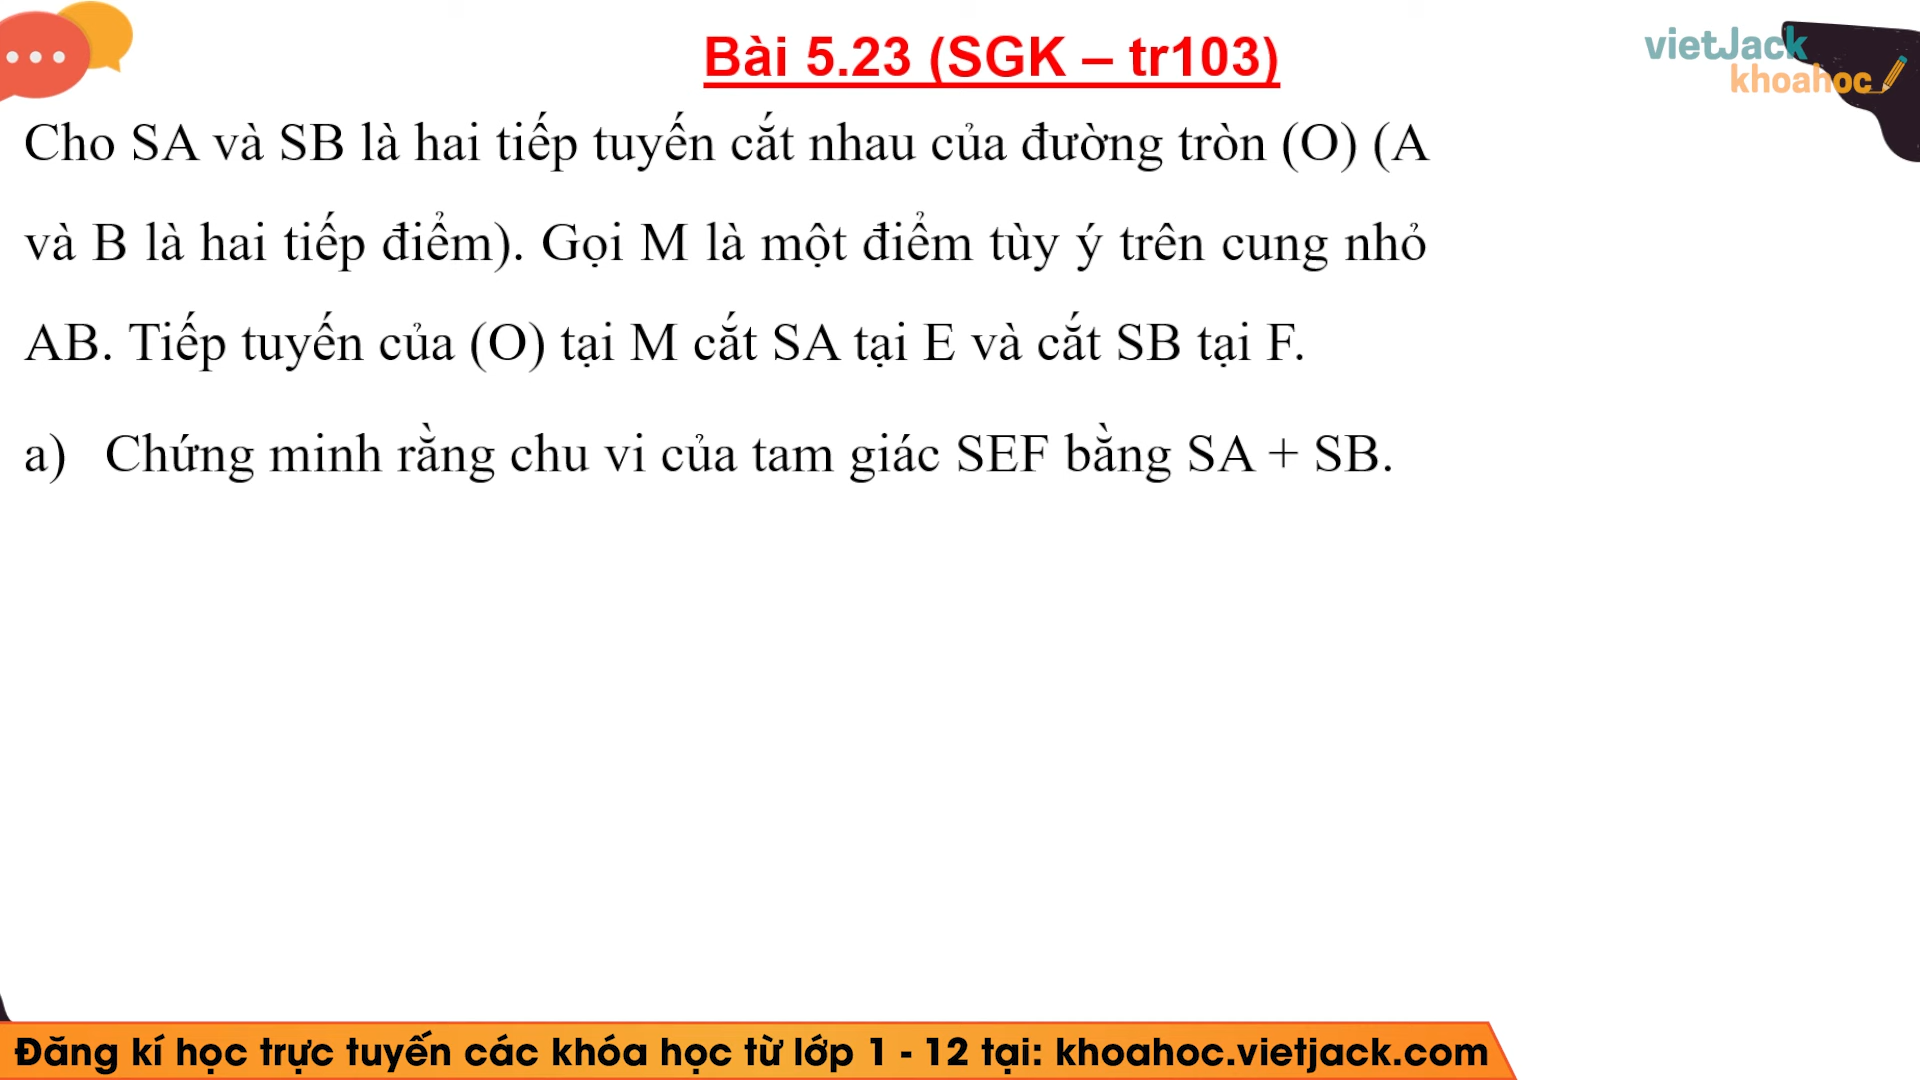 Bài 5.23 (SGK – tr103)
vietJack
khoahoc
Cho SA và SB là hai tiếp tuyến cắt nhau của đường tròn (O) (A
và B là hai tiếp điểm). Gọi M là một điểm tùy ý trên cung nhỏ
AB. Tiếp tuyến của (O) tại M cắt SA tại E và cắt SB tại F.
a) Chứng minh rằng chu vi của tam giác SEF bằng SA + SB.
Đăng kí học trực tuyến các khóa học từ lớp 1 - 12 tại: khoahoc.vietjack.com